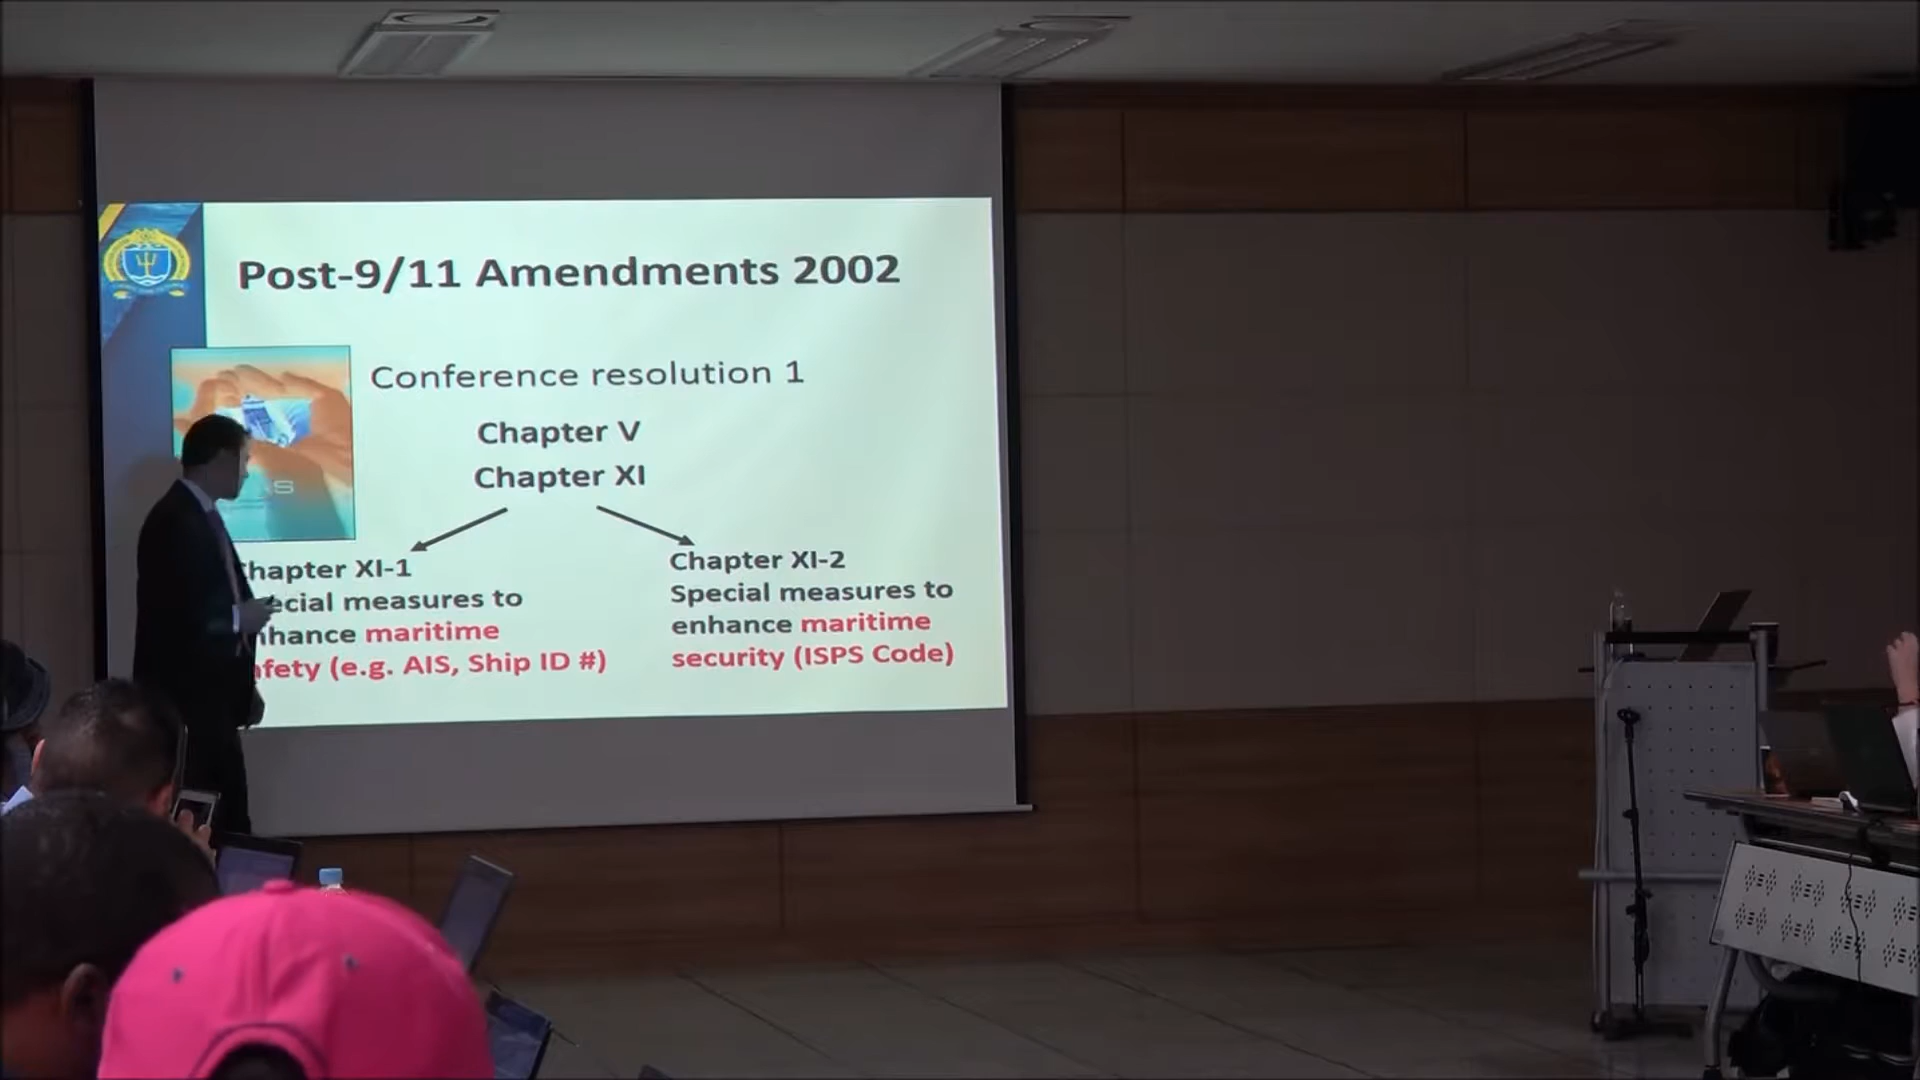 Post-9/11 Amendments 2002
Conference resolution 1
Chapter V
Chapter XI
hapter XI-1
ecial measures to
nhance maritime
fety (e.g. AIS, Ship ID #)
Chapter XI-2
Special measures to
enhance maritime
security (ISPS Code)